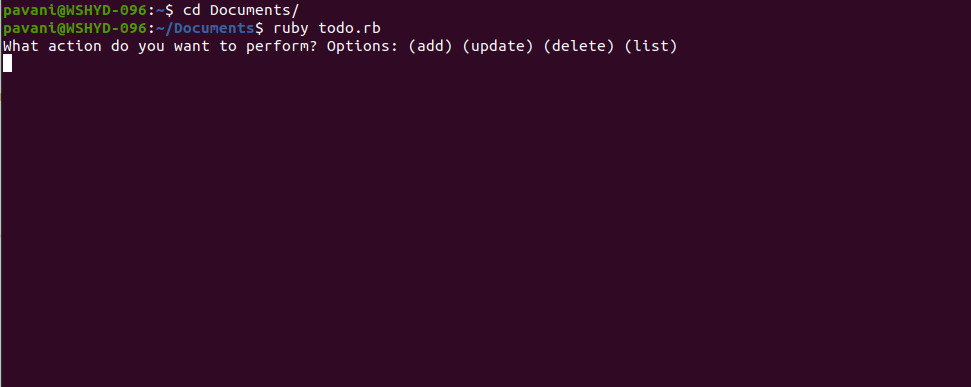 pavani@WSHYD-096:~$ cd Documents/
pavani@WSHYD-096:~/Documents$ ruby todo.rb
What action do you want to perform? Options: (add) (update) (delete) (list)